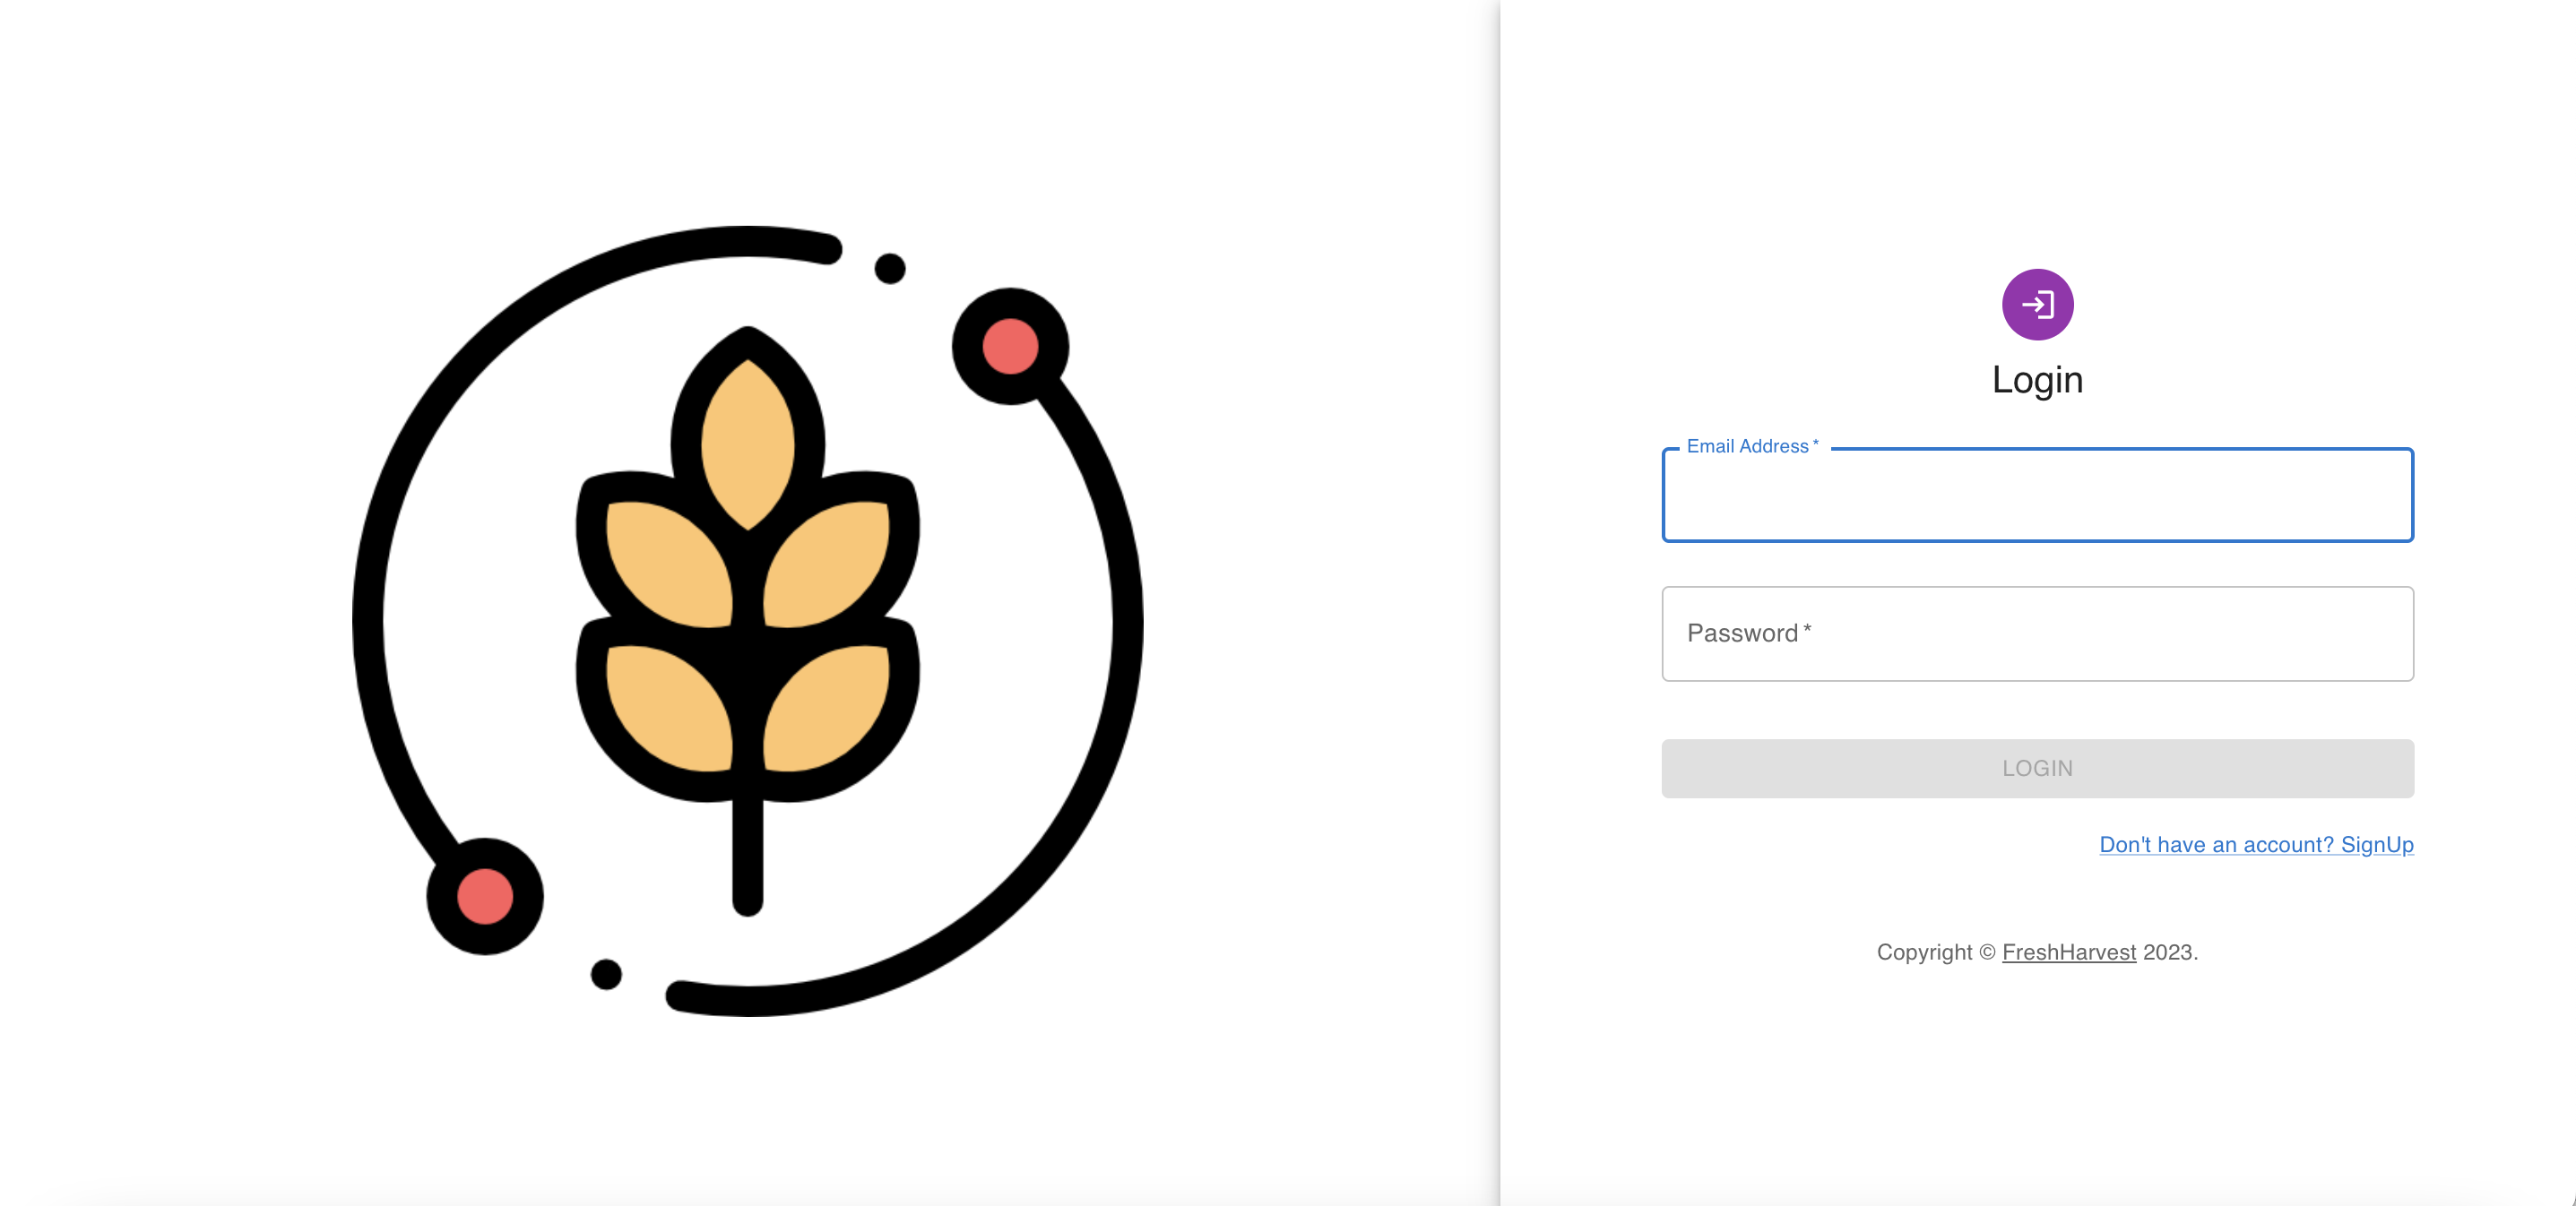 Login
Email Address *
Password *
LOGIN
Don't have an account? SignUp
Copyright © FreshHarvest 2023.